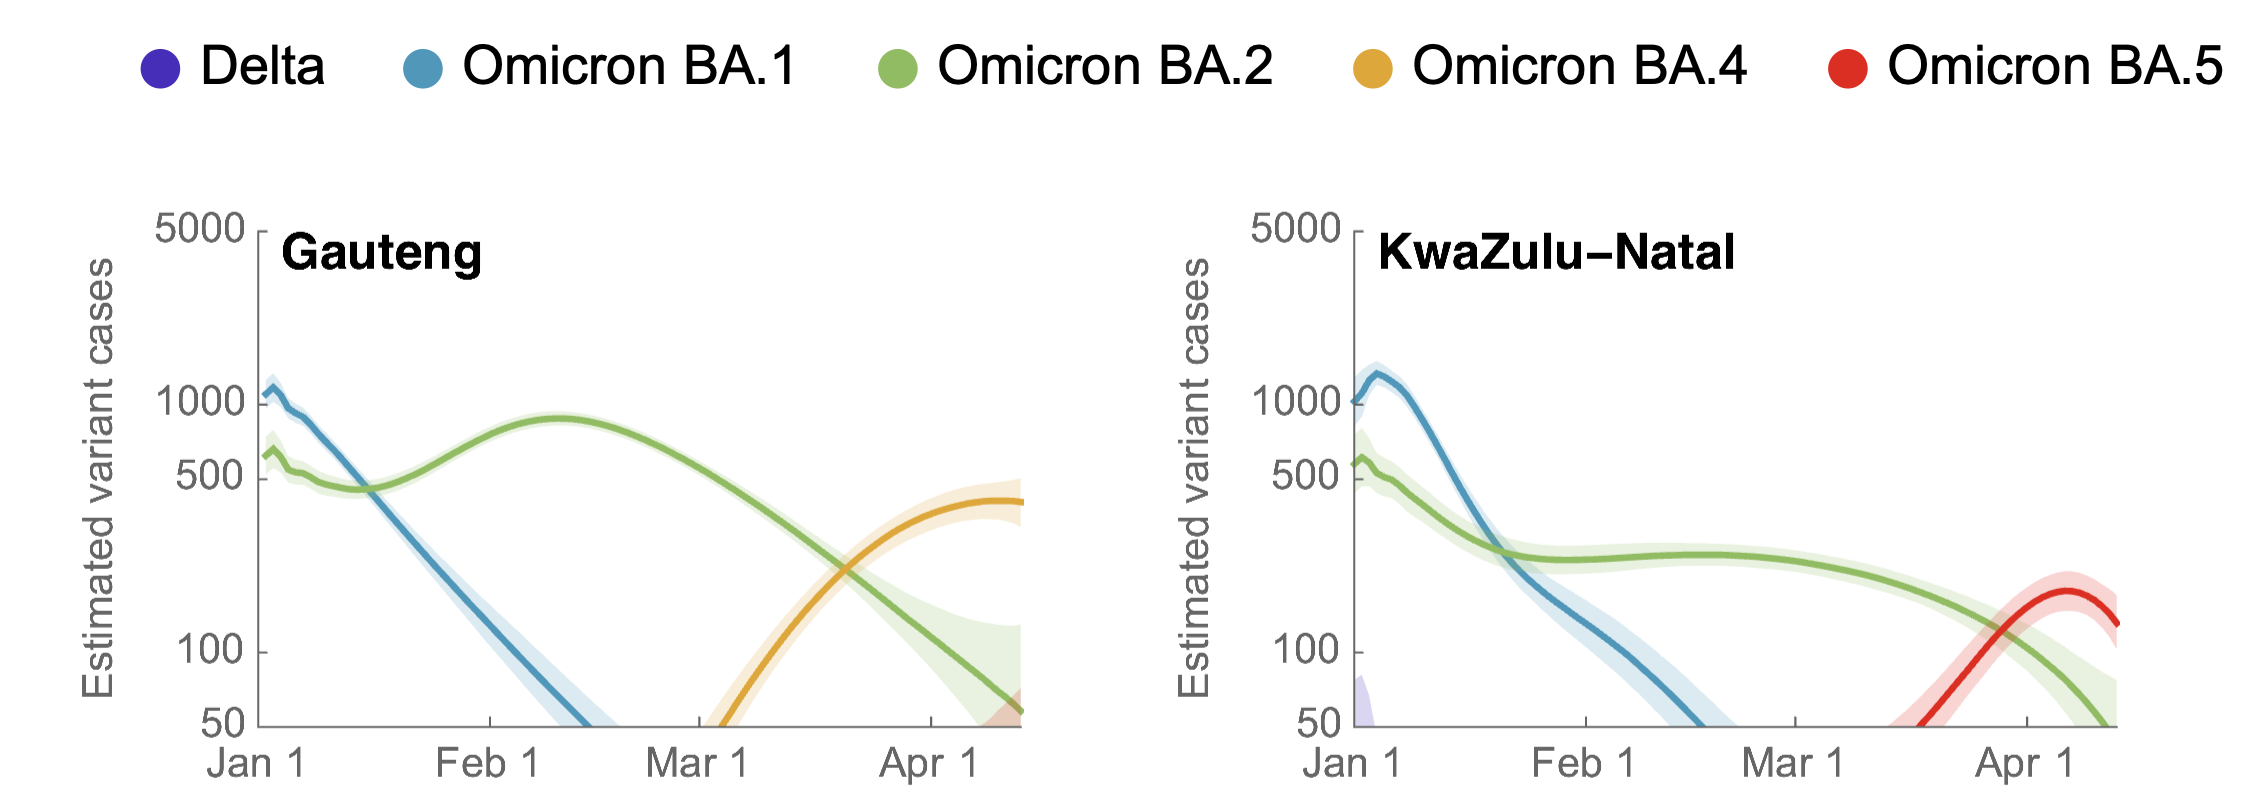 Delta Omicron BA.1 Omicron BA.2 Omicron BA.4 Omicron BA.5
Gauteng
Estimated variant cases
5000
1000
500
100
50
Jan 1 Feb 1 Mar 1 Apr 1
KwaZulu–Natal
Estimated variant cases
5000
1000
500
100
50
Jan 1 Feb 1 Mar 1 Apr 1